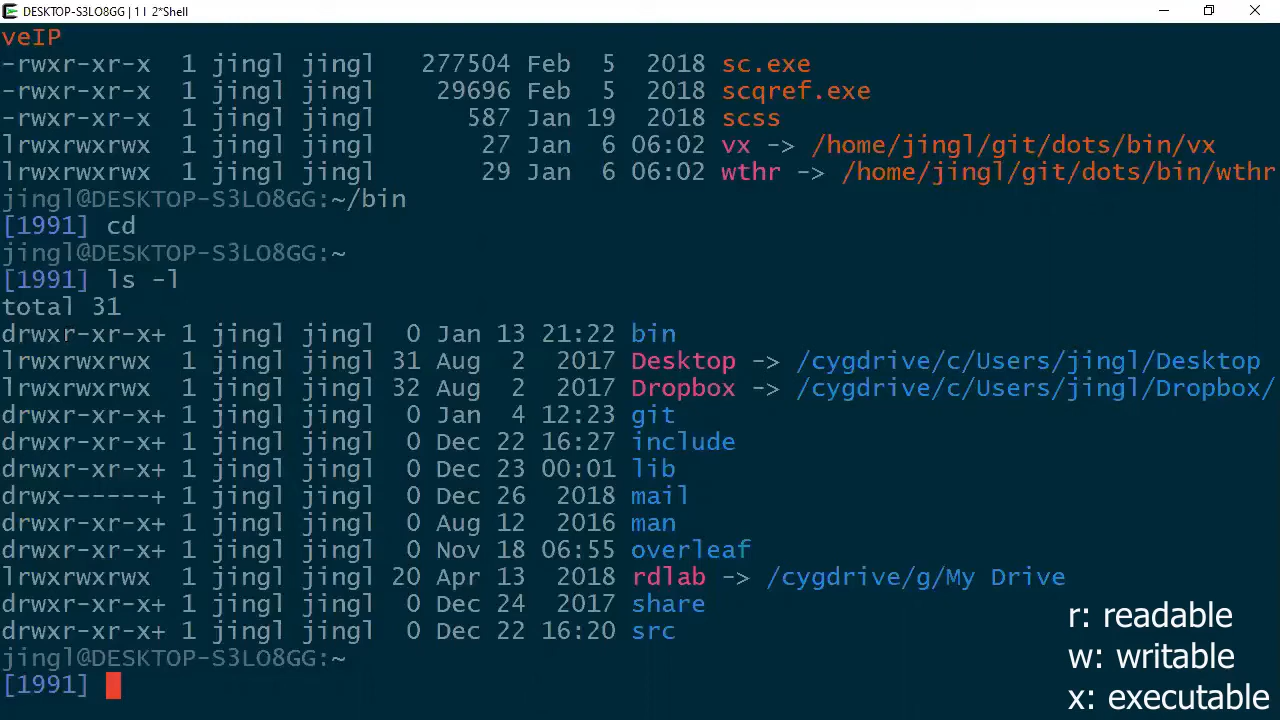 DESKTOP-S3LO8GG | 1 l  2*Shell
veIP
-rwxr-xr-x  1 jingl jingl   277504 Feb  5  2018 sc.exe
-rwxr-xr-x  1 jingl jingl    29696 Feb  5  2018 scqref.exe
-rwxr-xr-x  1 jingl jingl      587 Jan 19  2018 scss
lrwxrwxrwx  1 jingl jingl       27 Jan  6 06:02 vx -> /home/jingl/git/dots/bin/vx
lrwxrwxrwx  1 jingl jingl       29 Jan  6 06:02 wthr -> /home/jingl/git/dots/bin/wthr
jingl@DESKTOP-S3LO8GG:~/bin
[1991] cd
jingl@DESKTOP-S3LO8GG:~
[1991] ls -l
total 31
drwxr-xr-x+ 1 jingl jingl  0 Jan 13 21:22 bin
lrwxrwxrwx  1 jingl jingl 31 Aug  2  2017 Desktop -> /cygdrive/c/Users/jingl/Desktop
lrwxrwxrwx  1 jingl jingl 32 Aug  2  2017 Dropbox -> /cygdrive/c/Users/jingl/Dropbox/
drwxr-xr-x+ 1 jingl jingl  0 Jan  4 12:23 git
drwxr-xr-x+ 1 jingl jingl  0 Dec 22 16:27 include
drwxr-xr-x+ 1 jingl jingl  0 Dec 23 00:01 lib
drwx------+ 1 jingl jingl  0 Dec 26  2018 mail
drwxr-xr-x+ 1 jingl jingl  0 Aug 12  2016 man
drwxr-xr-x+ 1 jingl jingl  0 Nov 18 06:55 overleaf
lrwxrwxrwx  1 jingl jingl 20 Apr 13  2018 rdlab -> /cygdrive/g/My Drive
drwxr-xr-x+ 1 jingl jingl  0 Dec 24  2017 share
drwxr-xr-x+ 1 jingl jingl  0 Dec 22 16:20 src
jingl@DESKTOP-S3LO8GG:~
[1991]
r: readable
w: writable
x: executable